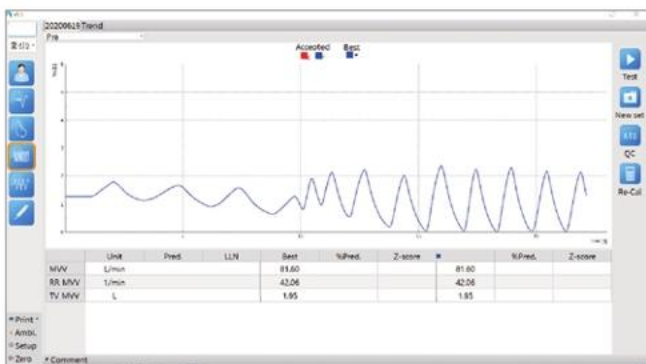 20200619 Trend
Pre
Accepted Best
Test
New set
QC
Re-Cal
Unit Pred. LLN Best %Pred. Z-score %Pred. Z-score
MVV L/min 81.60 81.60
RR MVV 1/min 42.06 42.06
TV MVV L 1.95 1.95
Print
Ambi.
Setup
Zero
Comment